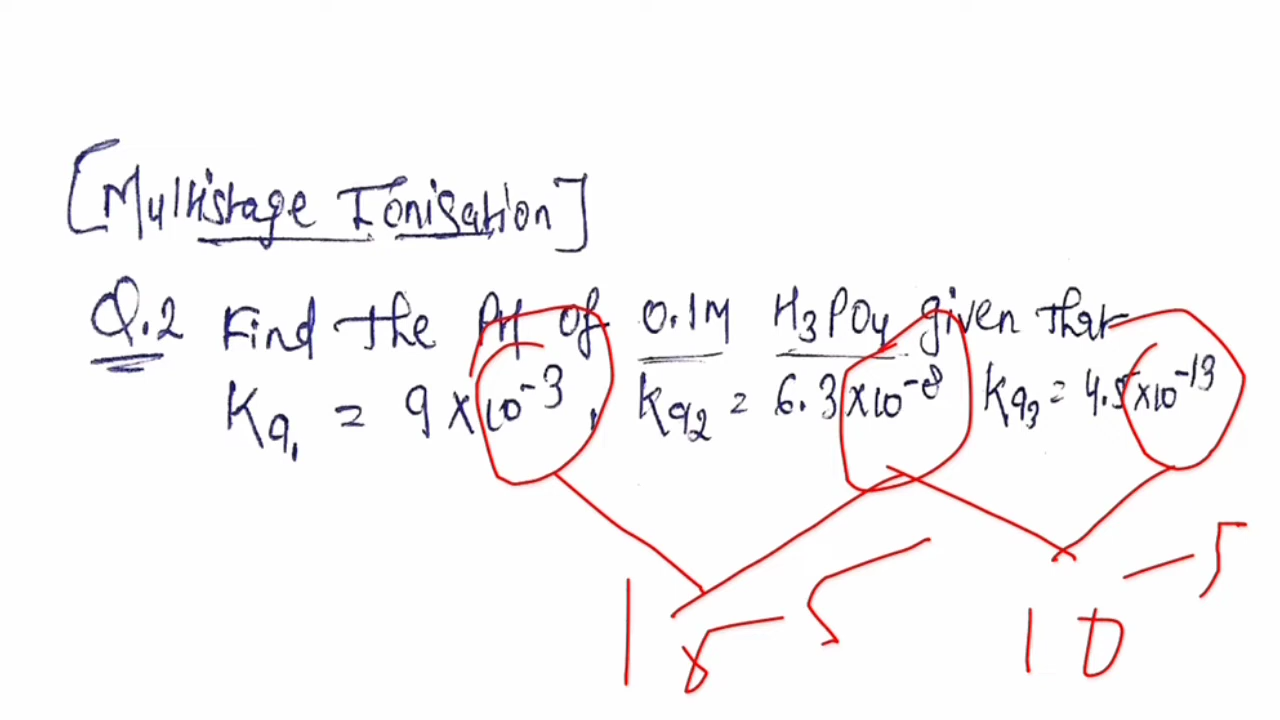 [Multistage Ionisation]
Q.2 Find the PH of 0.1M H₃PO₄ given that
Ka₁ = 9 ×10⁻³, Ka₂ = 6.3 ×10⁻⁸ Ka₃ = 4.5 ×10⁻¹³
10⁻⁵ 10⁻⁵